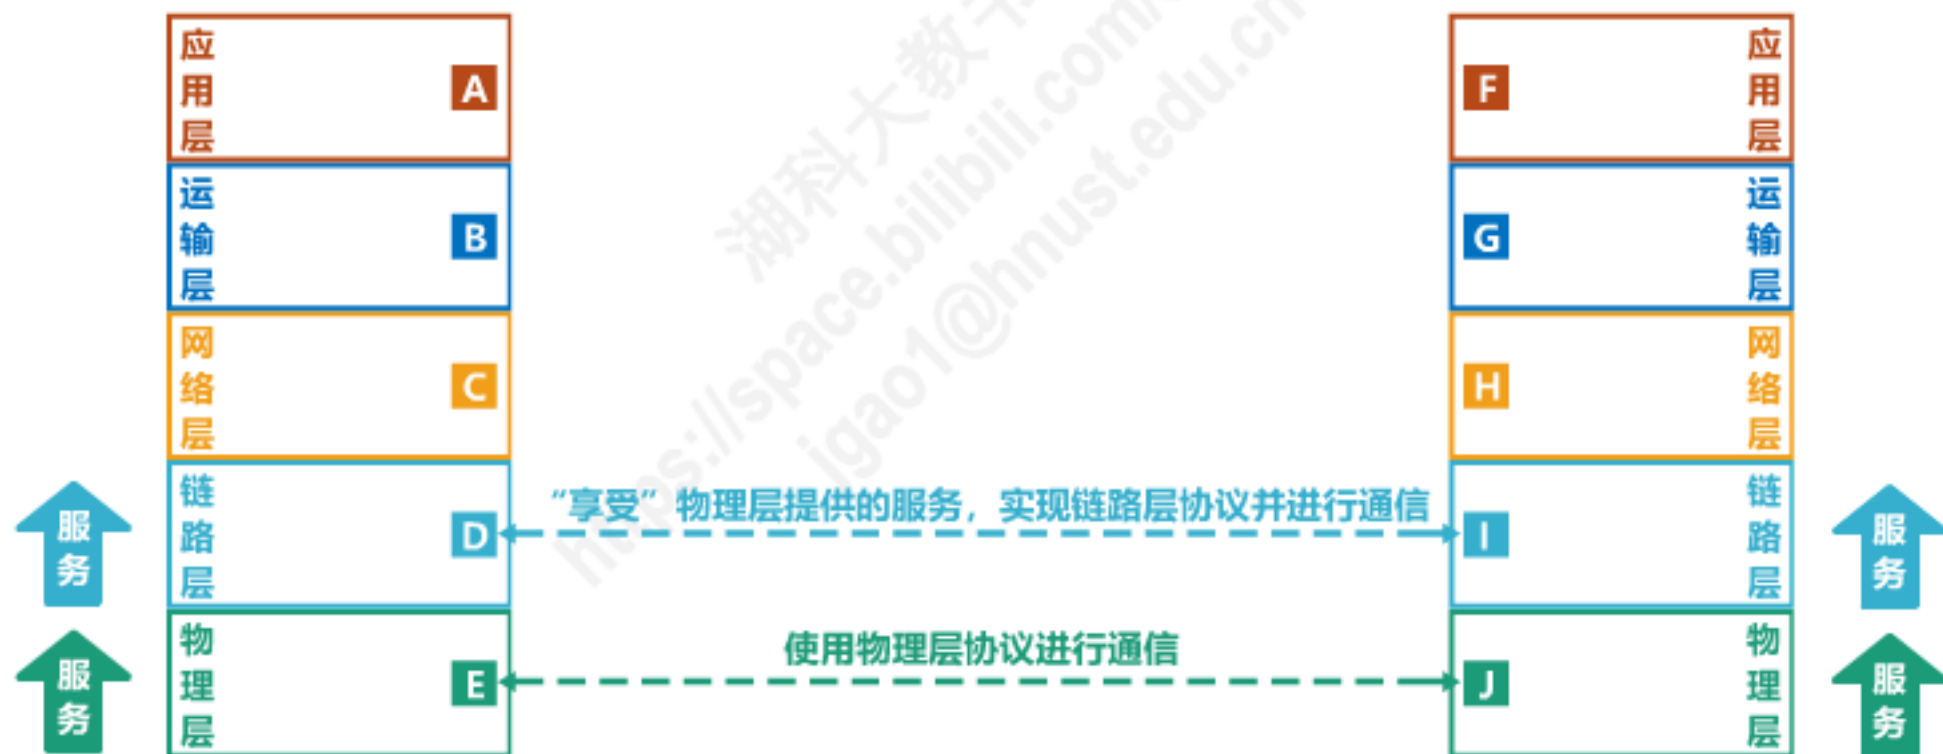 应用层
A
F
应用层
运输层
B
G
运输层
网络层
C
H
网络层
服务
链路层
D
“享受”物理层提供的服务，实现链路层协议并进行通信
I
链路层
服务
服务
物理层
E
使用物理层协议进行通信
J
物理层
服务
湖科大教书
https://space.bilibili.com/
jgao1@hnust.edu.cn